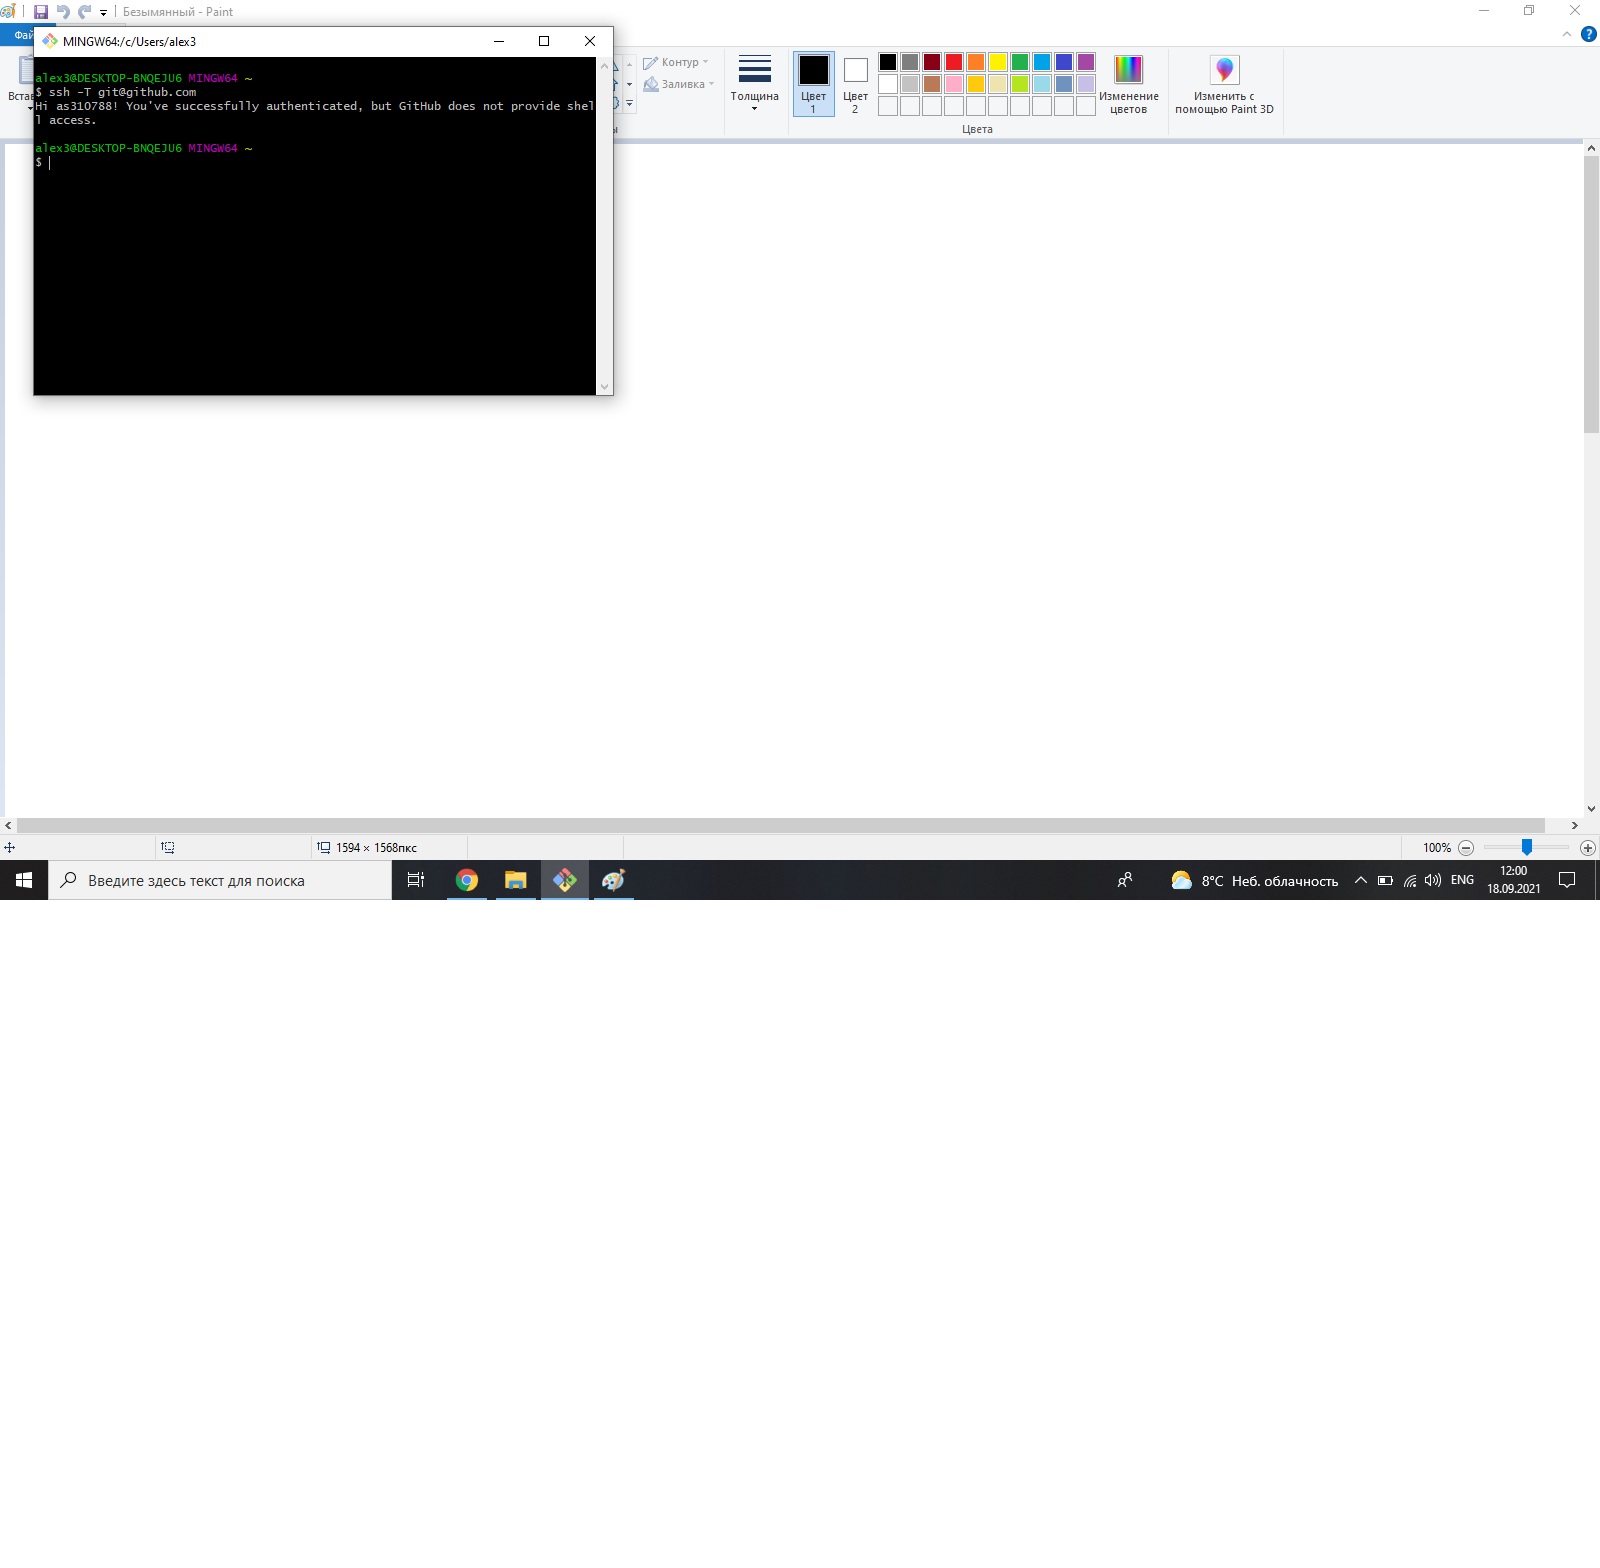 Безымянный - Paint
MINGW64:/c/Users/alex3
alex3@DESKTOP-BNQEJU6 MINGW64 ~
$ ssh -T git@github.com
Hi as310788! You've successfully authenticated, but GitHub does not provide shel
l access.
alex3@DESKTOP-BNQEJU6 MINGW64 ~
$
Контур
Заливка
Толщина
Цвет
1
Цвет
2
Изменение
цветов
Изменить с
помощью Paint 3D
Цвета
1594 × 1568пкс
100%
Введите здесь текст для поиска
8°C Неб. облачность
ENG
12:00
18.09.2021